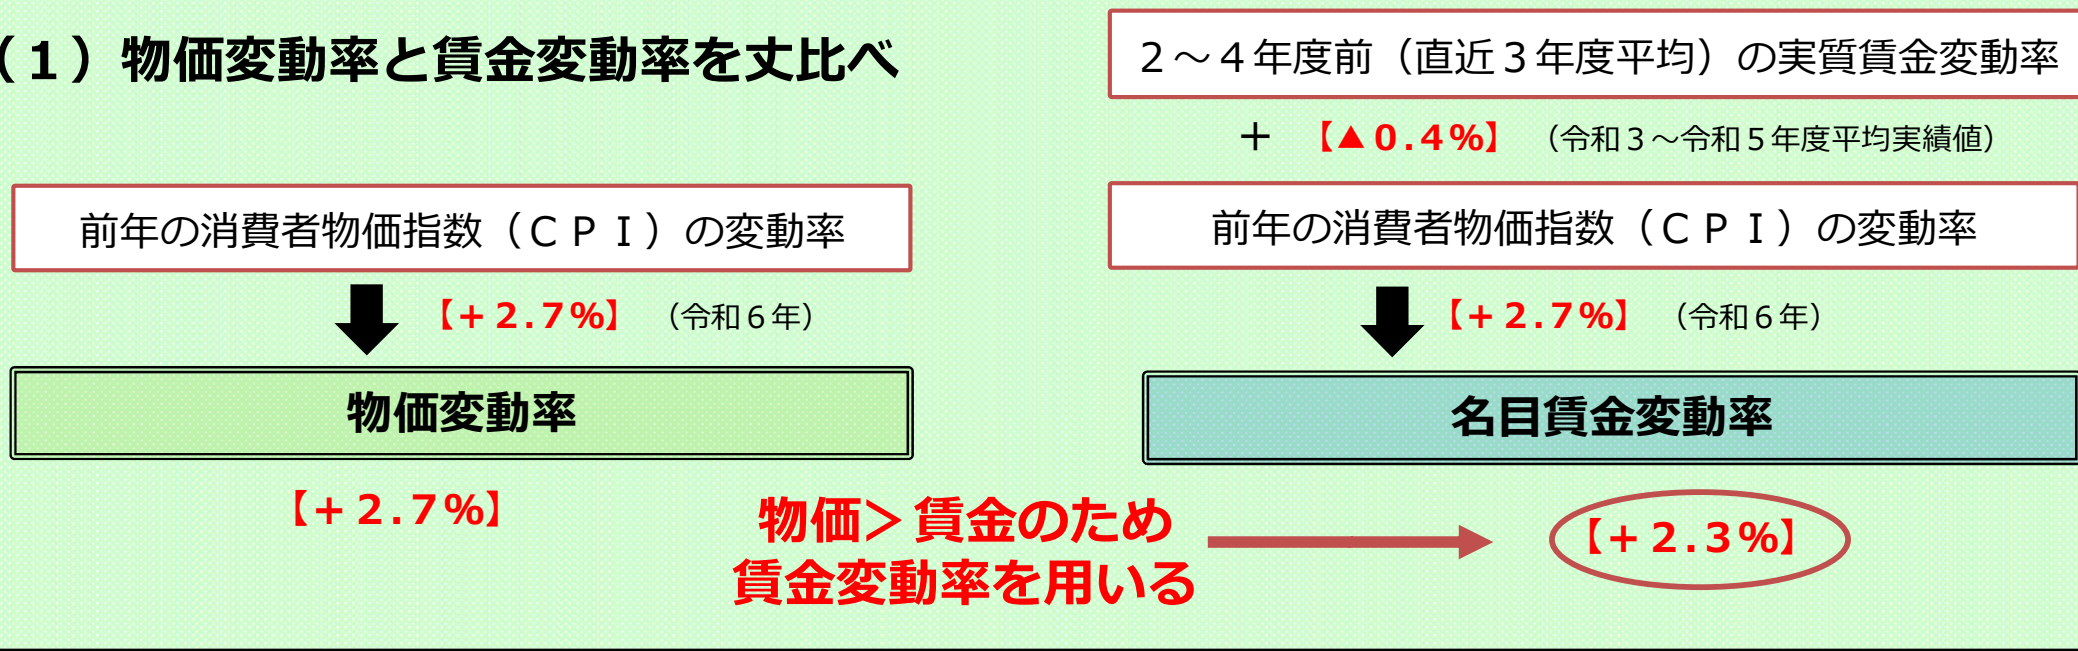 （１）物価変動率と賃金変動率を丈比べ
２～４年度前（直近３年度平均）の実質賃金変動率
＋ 【▲０.４%】 （令和３～令和５年度平均実績値）
前年の消費者物価指数（ＣＰＩ）の変動率
【＋２.７%】 （令和６年）
物価変動率
【＋２.７%】
前年の消費者物価指数（ＣＰＩ）の変動率
【＋２.７%】 （令和６年）
名目賃金変動率
【＋２.３%】
物価＞賃金のため
賃金変動率を用いる